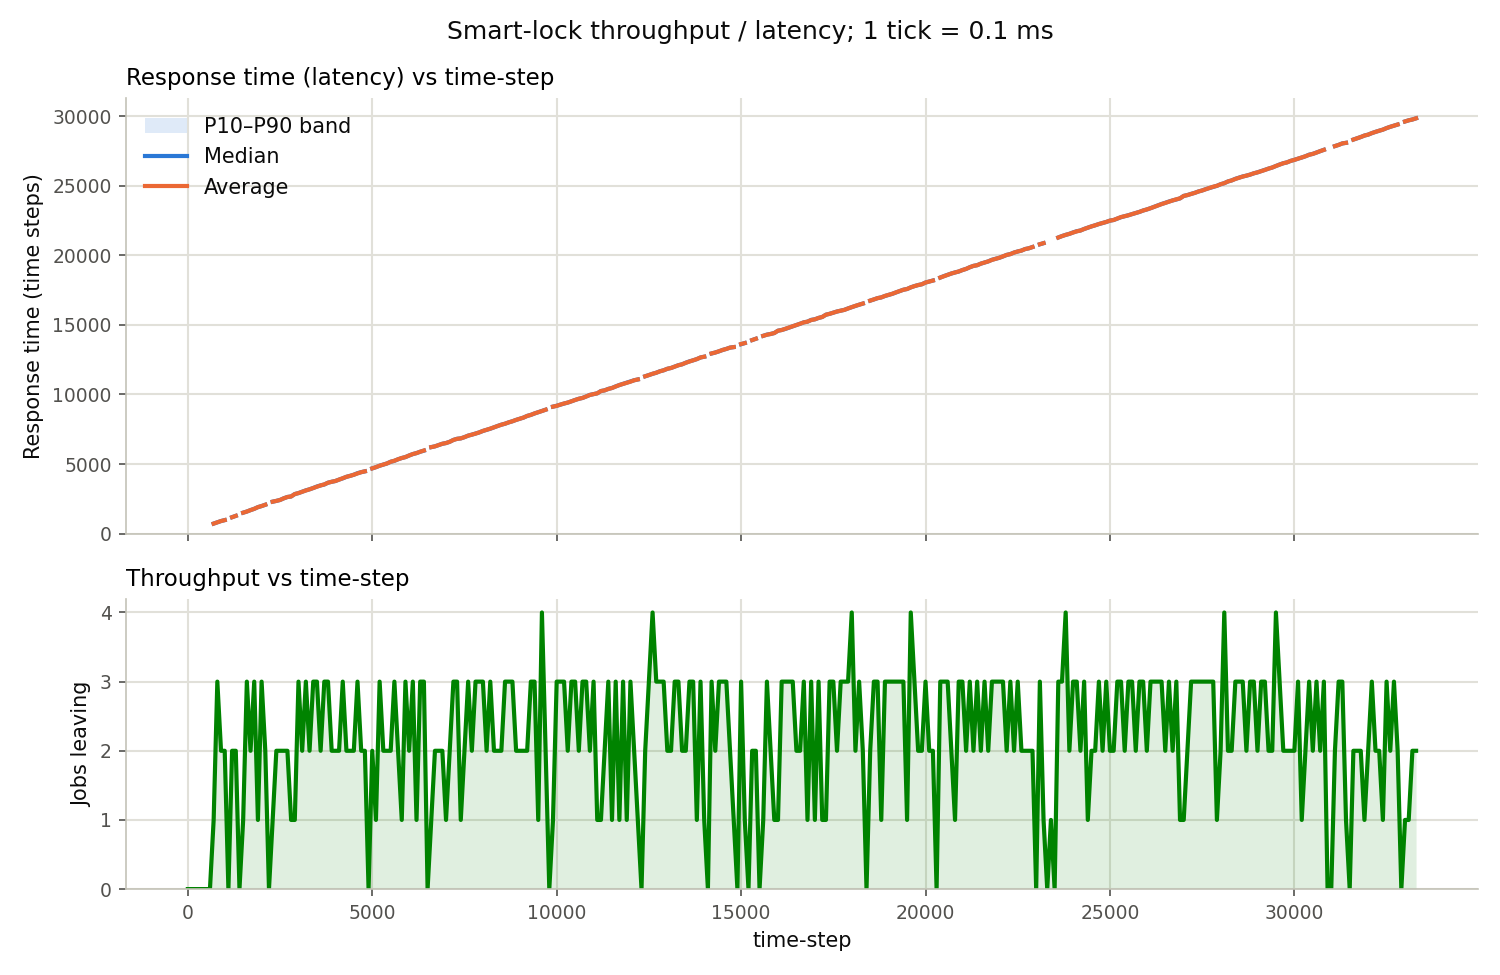 Smart-lock throughput / latency; 1 tick = 0.1 ms
Response time (latency) vs time-step
30000
25000
20000
15000
10000
5000
0
Response time (time steps)
P10–P90 band
Median
Average
Throughput vs time-step
4
3
2
1
0
Jobs leaving
0 5000 10000 15000 20000 25000 30000
time-step